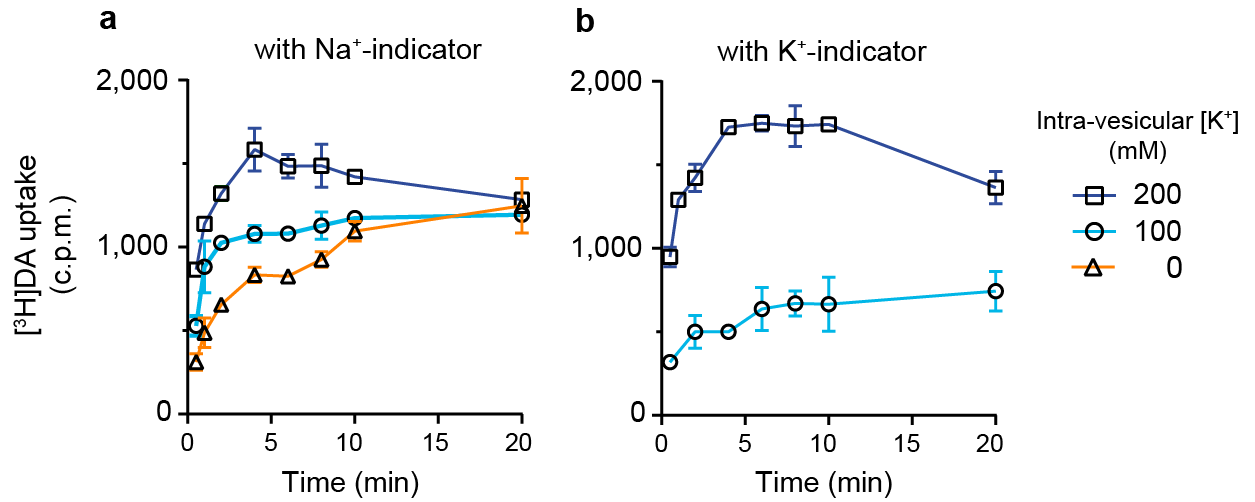 a
with Na⁺-indicator
2,000
1,000
0
[³H]DA uptake
(c.p.m.)
0
5
10
15
20
Time (min)
b
with K⁺-indicator
2,000
1,000
0
0
5
10
15
20
Time (min)
Intra-vesicular [K⁺]
(mM)
200
100
0